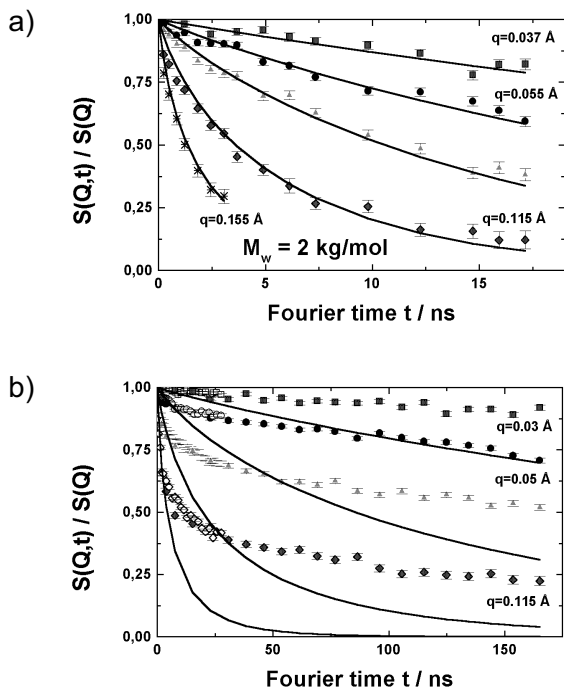 a)
1,00
0,75
0,50
0,25
0,00
S(Q,t) / S(Q)
q=0.037 Å
q=0.055 Å
q=0.115 Å
q=0.155 Å
M_w = 2 kg/mol
0
5
10
15
Fourier time t / ns
b)
1,00
0,75
0,50
0,25
0,00
S(Q,t) / S(Q)
q=0.03 Å
q=0.05 Å
q=0.115 Å
0
50
100
150
Fourier time t / ns